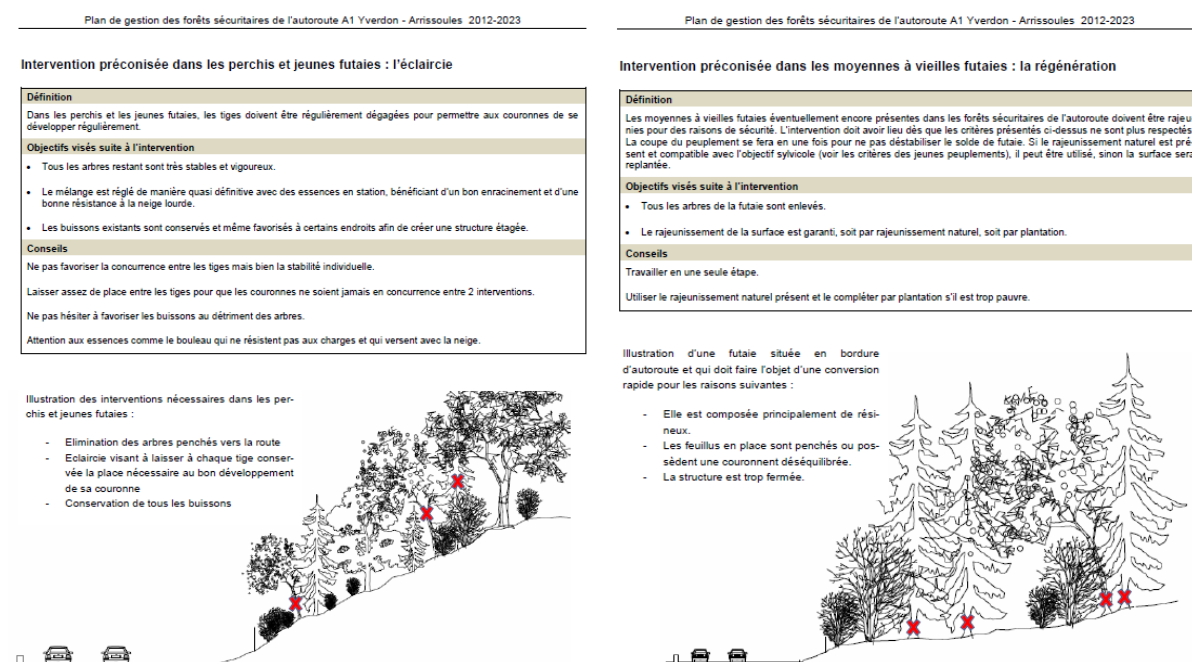 Plan de gestion des forêts sécuritaires de l'autoroute A1 Yverdon - Arrissoules 2012-2023
Intervention préconisée dans les perchis et jeunes futaies : l'éclaircie
Définition
Dans les perchis et les jeunes futaies, les tiges doivent être régulièrement dégagées pour permettre aux couronnes de se
développer régulièrement.
Objectifs visés suite à l'intervention
• Tous les arbres restant sont très stables et vigoureux.
• Le mélange est réglé de manière quasi définitive avec des essences en station, bénéficiant d'un bon enracinement et d'une
bonne résistance à la neige lourde.
• Les buissons existants sont conservés et même favorisés à certains endroits afin de créer une structure étagée.
Conseils
Ne pas favoriser la concurrence entre les tiges mais bien la stabilité individuelle.
Laisser assez de place entre les tiges pour que les couronnes ne soient jamais en concurrence entre 2 interventions.
Ne pas hésiter à favoriser les buissons au détriment des arbres.
Attention aux essences comme le bouleau qui ne résistent pas aux charges et qui versent avec la neige.
Illustration des interventions nécessaires dans les per-
chis et jeunes futaies :
- Elimination des arbres penchés vers la route
- Eclaircie visant à laisser à chaque tige conser-
vée la place nécessaire au bon développement
de sa couronne
- Conservation de tous les buissons
Plan de gestion des forêts sécuritaires de l'autoroute A1 Yverdon - Arrissoules 2012-2023
Intervention préconisée dans les moyennes à vieilles futaies : la régénération
Définition
Les moyennes à vieilles futaies éventuellement encore présentes dans les forêts sécuritaires de l'autoroute doivent être rajeu
nies pour des raisons de sécurité. L'intervention doit avoir lieu dès que les critères présentés ci-dessus ne sont plus respectés
La coupe du peuplement se fera en une fois pour ne pas déstabiliser le solde de futaie. Si le rajeunissement naturel est pré-
sent et compatible avec l'objectif sylvicole (voir les critères des jeunes peuplements), il peut être utilisé, sinon la surface sera
replantée.
Objectifs visés suite à l'intervention
• Tous les arbres de la futaie sont enlevés.
• Le rajeunissement de la surface est garanti, soit par rajeunissement naturel, soit par plantation.
Conseils
Travailler en une seule étape.
Utiliser le rajeunissement naturel présent et le compléter par plantation s'il est trop pauvre.
Illustration d'une futaie située en bordure
d'autoroute et qui doit faire l'objet d'une conversion
rapide pour les raisons suivantes :
- Elle est composée principalement de rési-
neux.
- Les feuillus en place sont penchés ou pos-
sèdent une couronnent déséquilibrée.
- La structure est trop fermée.